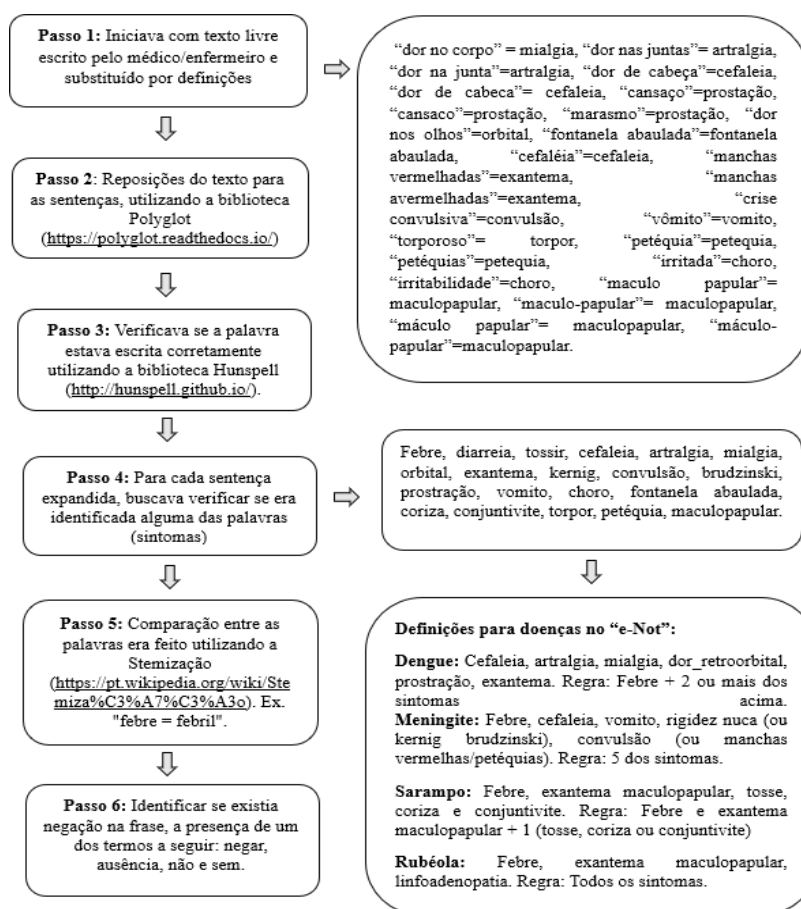 Passo 1: Iniciava com texto livre
escrito pelo médico/enfermeiro e
substituído por definições
“dor no corpo” = mialgia, “dor nas juntas”= artralgia,
“dor na junta”=artralgia, “dor de cabeça”=cefaleia,
“dor de cabeca”= cefaleia, “cansaço”=prostação,
“cansaco”=prostação, “marasmo”=prostação, “dor
nos olhos”=orbital, “fontanela abaulada”=fontanela
abaulada, “cefaléia”=cefaleia, “manchas
vermelhadas”=exantema, “manchas
avermelhadas”=exantema, “crise
convulsiva”=convulsão, “vômito”=vomito,
“torporoso”= torpor, “petéquia”=petequia,
“petéquias”=petequia, “irritada”=choro,
“irritabilidade”=choro, “maculo papular”=
maculopapular, “maculo-papular”= maculopapular,
“máculo papular”= maculopapular, “máculo-
papular”=maculopapular.
Passo 2: Reposições do texto para
as sentenças, utilizando a biblioteca
Polyglot
(https://polyglot.readthedocs.io/)
Passo 3: Verificava se a palavra
estava escrita corretamente
utilizando a biblioteca Hunspell
(http://hunspell.github.io/).
Passo 4: Para cada sentença
expandida, buscava verificar se era
identificada alguma das palavras
(sintomas)
Febre, diarreia, tossir, cefaleia, artralgia, mialgia,
orbital, exantema, kernig, convulsão, brudzinski,
prostração, vomito, choro, fontanela abaulada,
coriza, conjuntivite, torpor, petéquia, maculopapular.
Passo 5: Comparação entre as
palavras era feito utilizando a
Stemização
(https://pt.wikipedia.org/wiki/Ste
miza%C3%A7%C3%A3o). Ex.
"febre = febril".
Passo 6: Identificar se existia
negação na frase, a presença de um
dos termos a seguir: negar,
ausência, não e sem.
Definições para doenças no “e-Not”:
Dengue: Cefaleia, artralgia, mialgia, dor_retroorbital,
prostração, exantema. Regra: Febre + 2 ou mais dos
sintomas acima.
Meningite: Febre, cefaleia, vomito, rigidez nuca (ou
kernig brudzinski), convulsão (ou manchas
vermelhas/petéquias). Regra: 5 dos sintomas.
Sarampo: Febre, exantema maculopapular, tosse,
coriza e conjuntivite. Regra: Febre e exantema
maculopapular + 1 (tosse, coriza ou conjuntivite)
Rubéola: Febre, exantema maculopapular,
linfoadenopatia. Regra: Todos os sintomas.